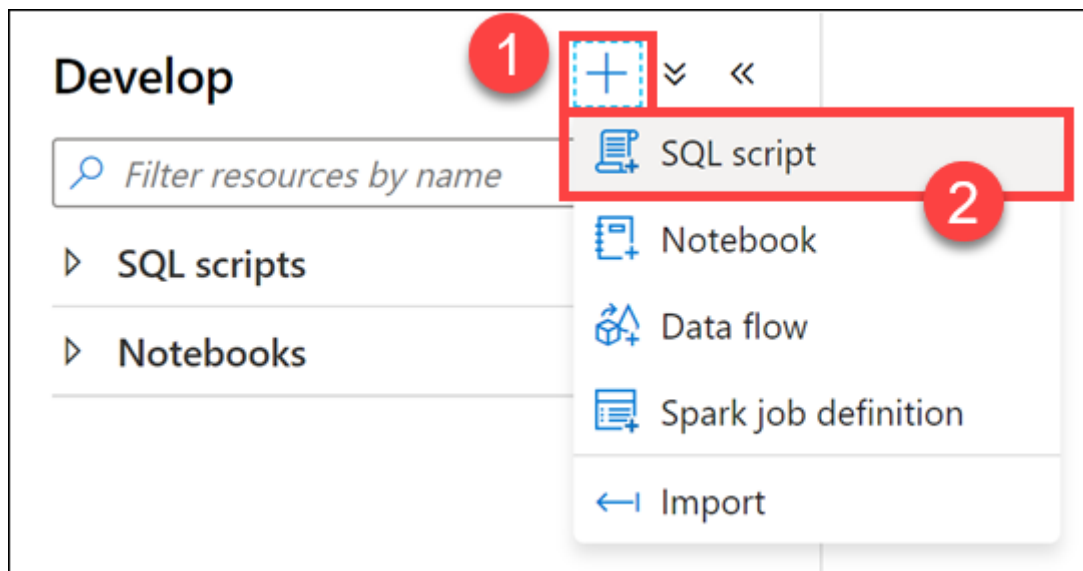 Develop
1
Filter resources by name
SQL scripts
Notebooks
SQL script
2
Notebook
Data flow
Spark job definition
Import